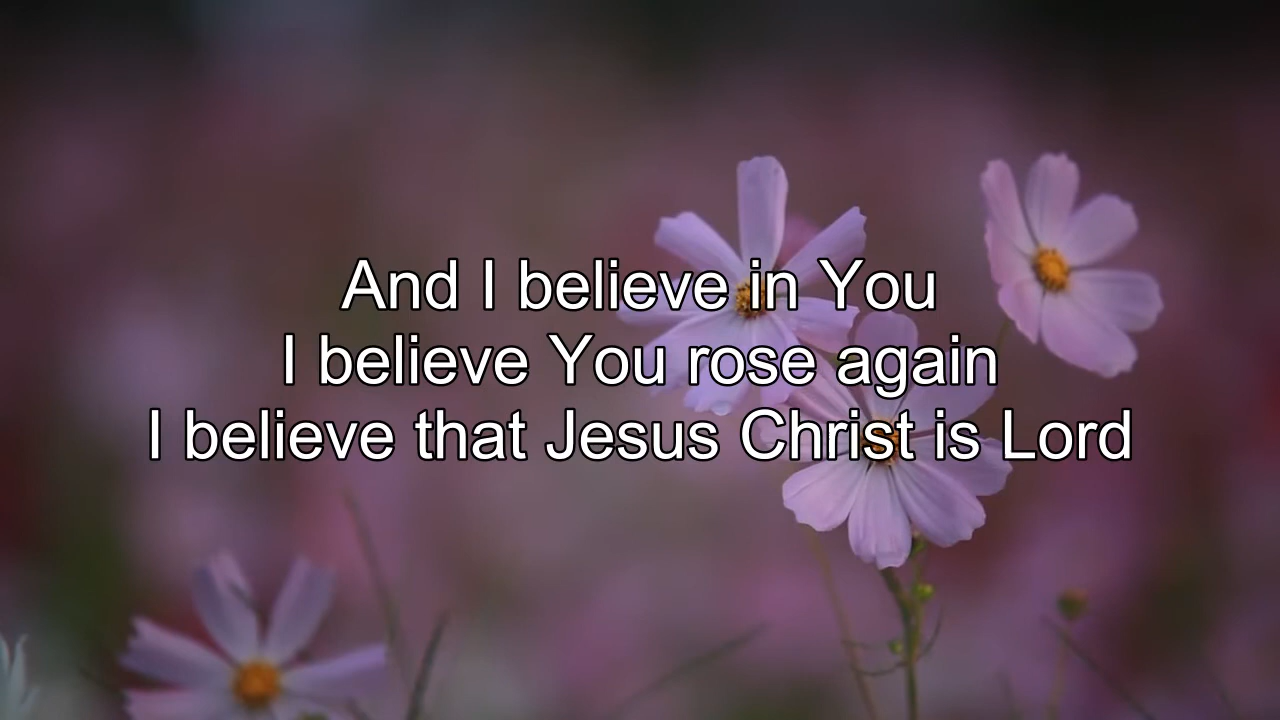 And I believe in You
I believe You rose again
I believe that Jesus Christ is Lord